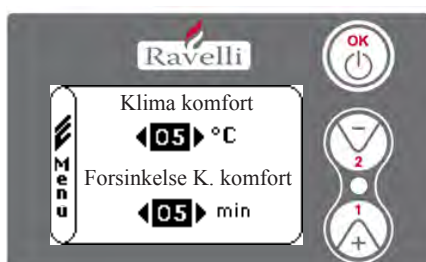 Ravelli
OK
Klima komfort
05 °C
Menu
Forsinkelse K. komfort
05 min
−
2
1
+